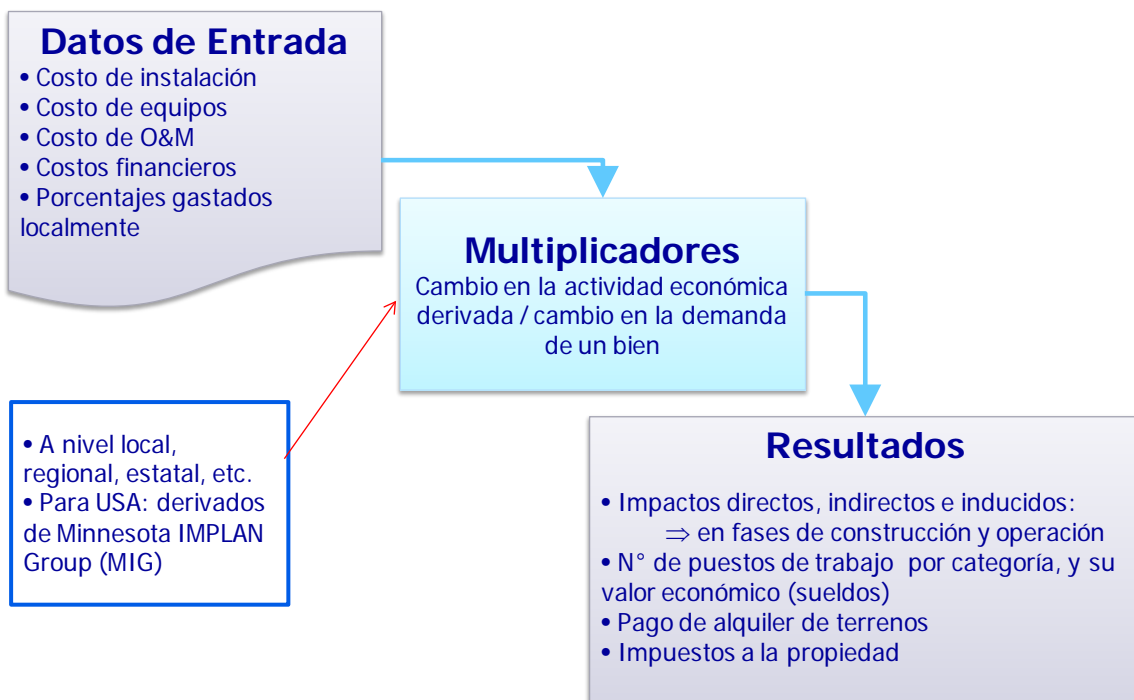 Datos de Entrada
• Costo de instalación
• Costo de equipos
• Costo de O&M
• Costos financieros
• Porcentajes gastados
localmente
Multiplicadores
Cambio en la actividad económica
derivada / cambio en la demanda
de un bien
• A nivel local,
regional, estatal, etc.
• Para USA: derivados
de Minnesota IMPLAN
Group (MIG)
Resultados
• Impactos directos, indirectos e inducidos:
⇒ en fases de construcción y operación
• N° de puestos de trabajo por categoría, y su
valor económico (sueldos)
• Pago de alquiler de terrenos
• Impuestos a la propiedad